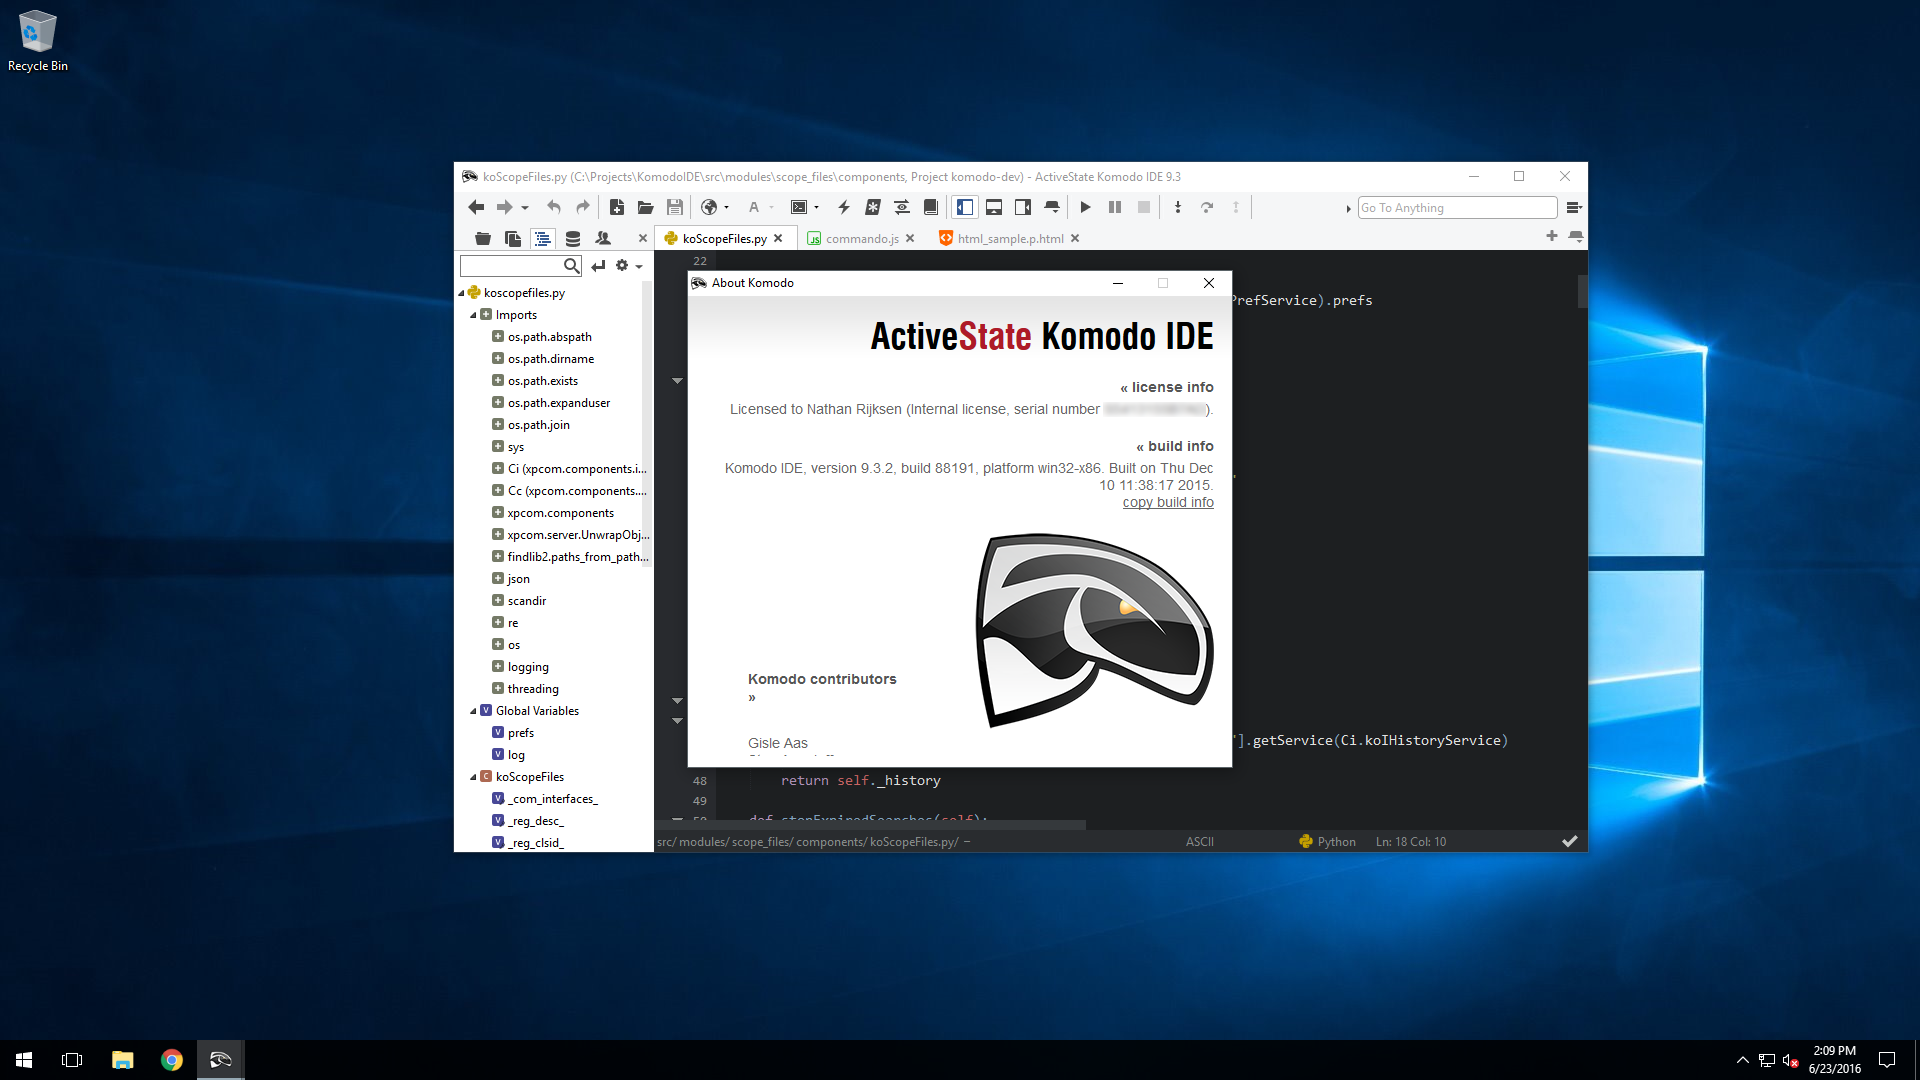 Recycle Bin
koScopeFiles.py (C:\Projects\KomodoIDE\src\modules\scope_files\components, Project komodo-dev) - ActiveState Komodo IDE 9.3
Go To Anything
koScopeFiles.py
commando.js
html_sample.p.html
koscopefiles.py
Imports
os.path.abspath
os.path.dirname
os.path.exists
os.path.expanduser
os.path.join
sys
Ci (xpcom.components.i...
Cc (xpcom.components....
xpcom.components
xpcom.server.UnwrapObj...
findlib2.paths_from_path...
json
scandir
re
os
logging
threading
Global Variables
prefs
log
koScopeFiles
_com_interfaces_
_reg_desc_
_reg_clsid_
22
PrefService).prefs
About Komodo
ActiveState Komodo IDE
« license info
Licensed to Nathan Rijksen (Internal license, serial number ).
« build info
Komodo IDE, version 9.3.2, build 88191, platform win32-x86. Built on Thu Dec
10 11:38:17 2015.
copy build info
Komodo contributors
»
Gisle Aas
"].getService(Ci.koIHistoryService)
48 return self._history
49
50 def stopExpiredSearches(self):
src/ modules/ scope_files/ components/ koScopeFiles.py/ −
ASCII
Python
Ln: 18 Col: 10
2:09 PM
6/23/2016